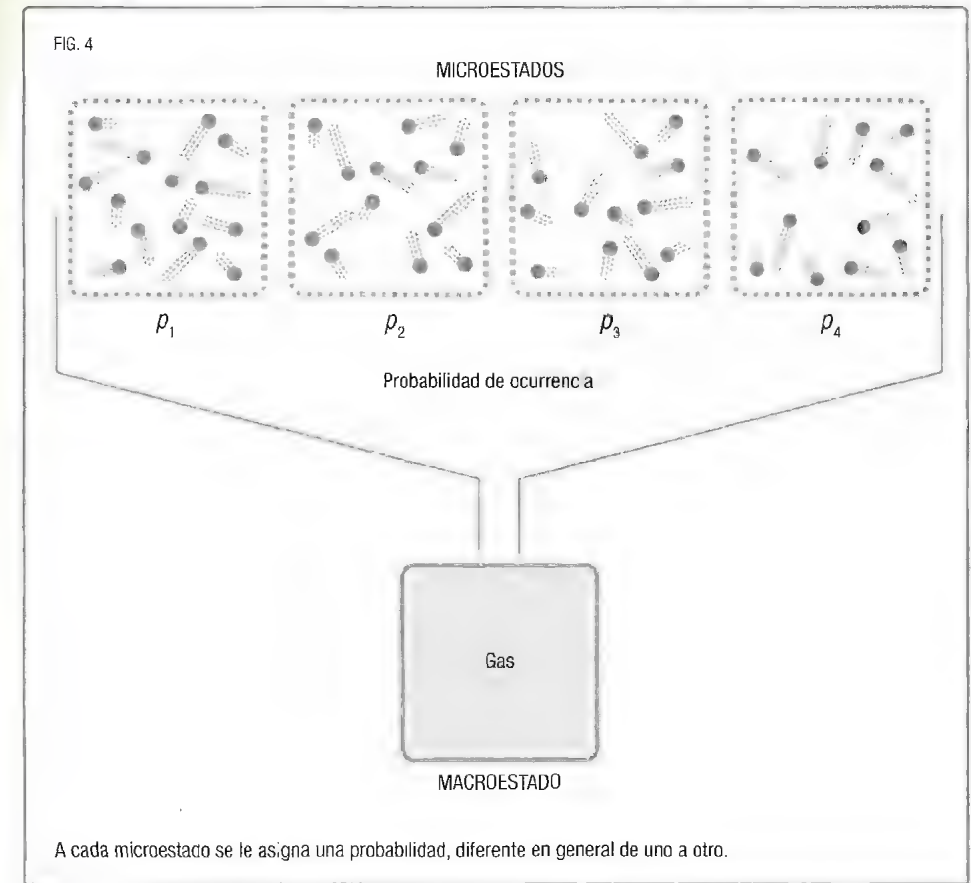 FIG. 4
MICROESTADOS
p1 p2 p3 p4
Probabilidad de ocurrenc a
Gas
MACROESTADO
A cada microestado se le asigna una probabilidad, diferente en general de uno a otro.